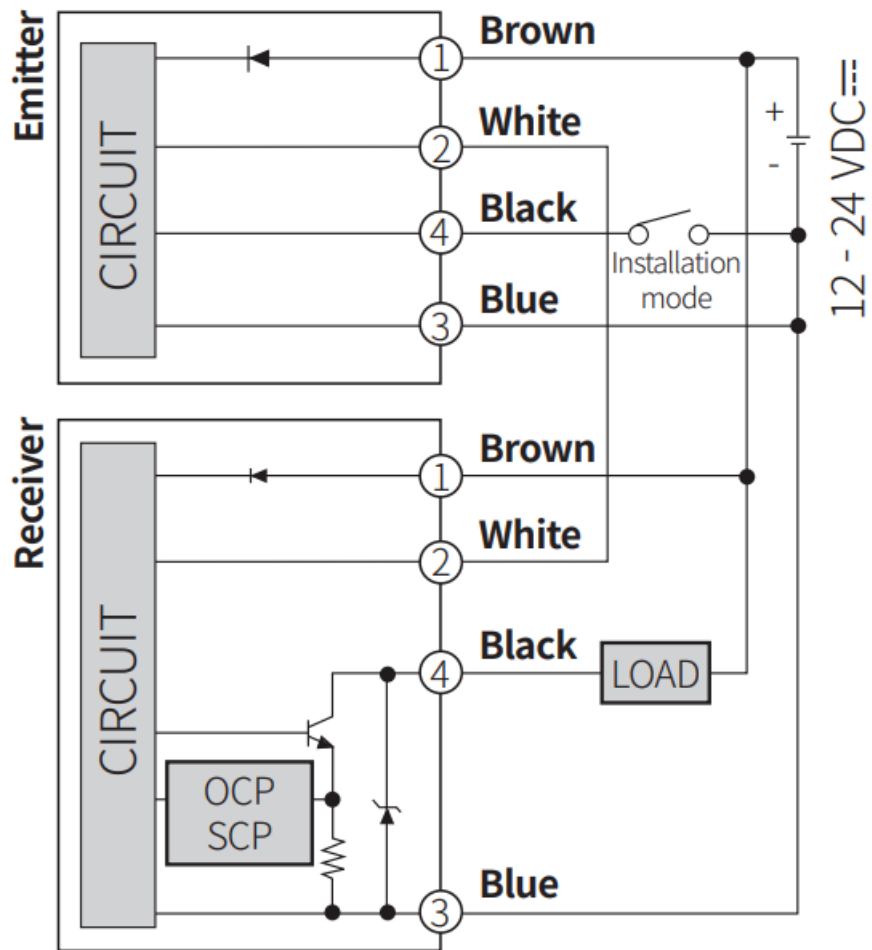 Emitter
CIRCUIT
1
Brown
2
White
4
Black
3
Blue
Installation
mode
+
-
12 - 24 VDC⎓
Receiver
CIRCUIT
1
Brown
2
White
4
Black
LOAD
OCP
SCP
3
Blue